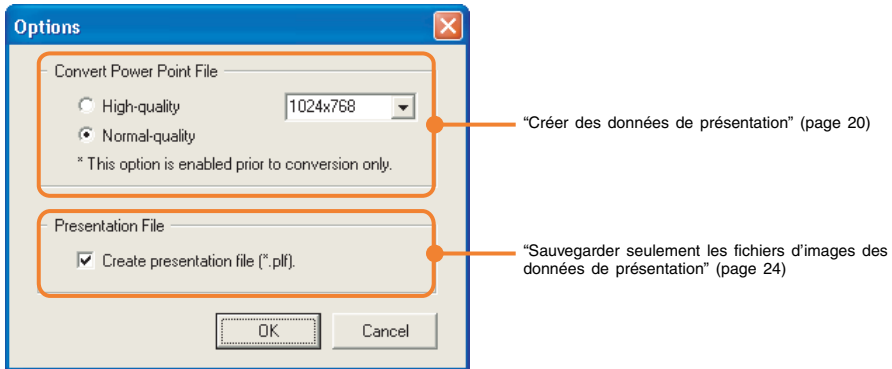 Options
Convert Power Point File
High-quality
1024x768
Normal-quality
* This option is enabled prior to conversion only.
“Créer des données de présentation” (page 20)
Presentation File
Create presentation file (*.plf).
“Sauvegarder seulement les fichiers d’images des
données de présentation” (page 24)
OK
Cancel